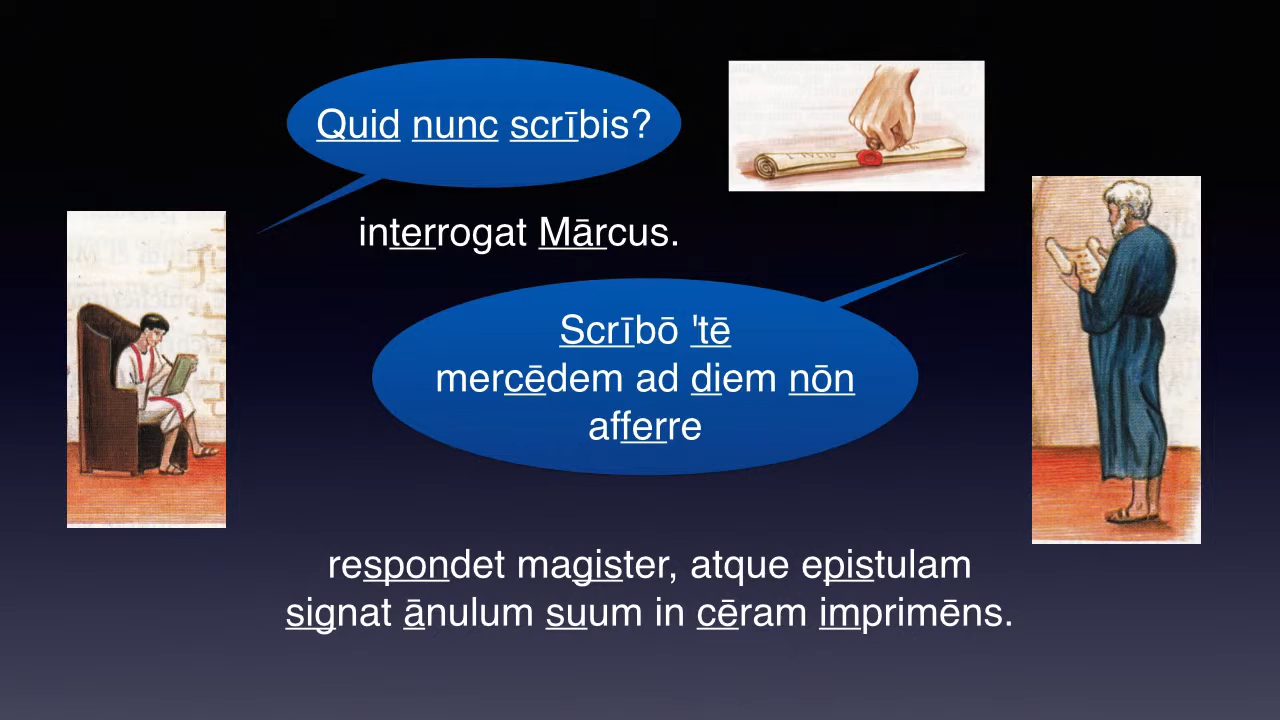 Quid nunc scrībis?
interrogat Mārcus.
Scrībō 'tē
mercēdem ad diem nōn
afferre
respondet magister, atque epistulam
signat ānulum suum in cēram imprimēns.